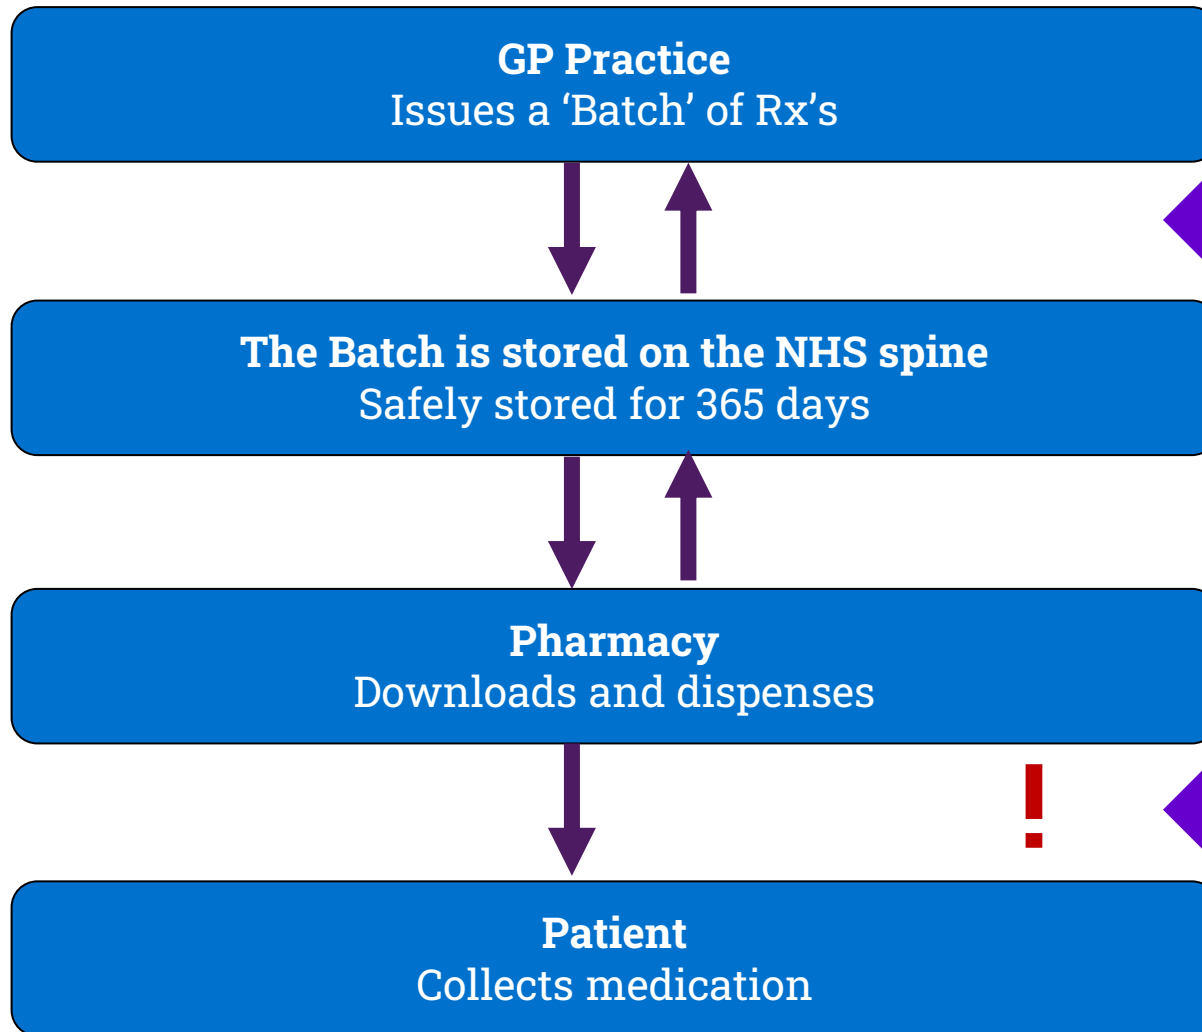 GP Practice
Issues a ‘Batch’ of Rx’s
The Batch is stored on the NHS spine
Safely stored for 365 days
Pharmacy
Downloads and dispenses
!
Patient
Collects medication